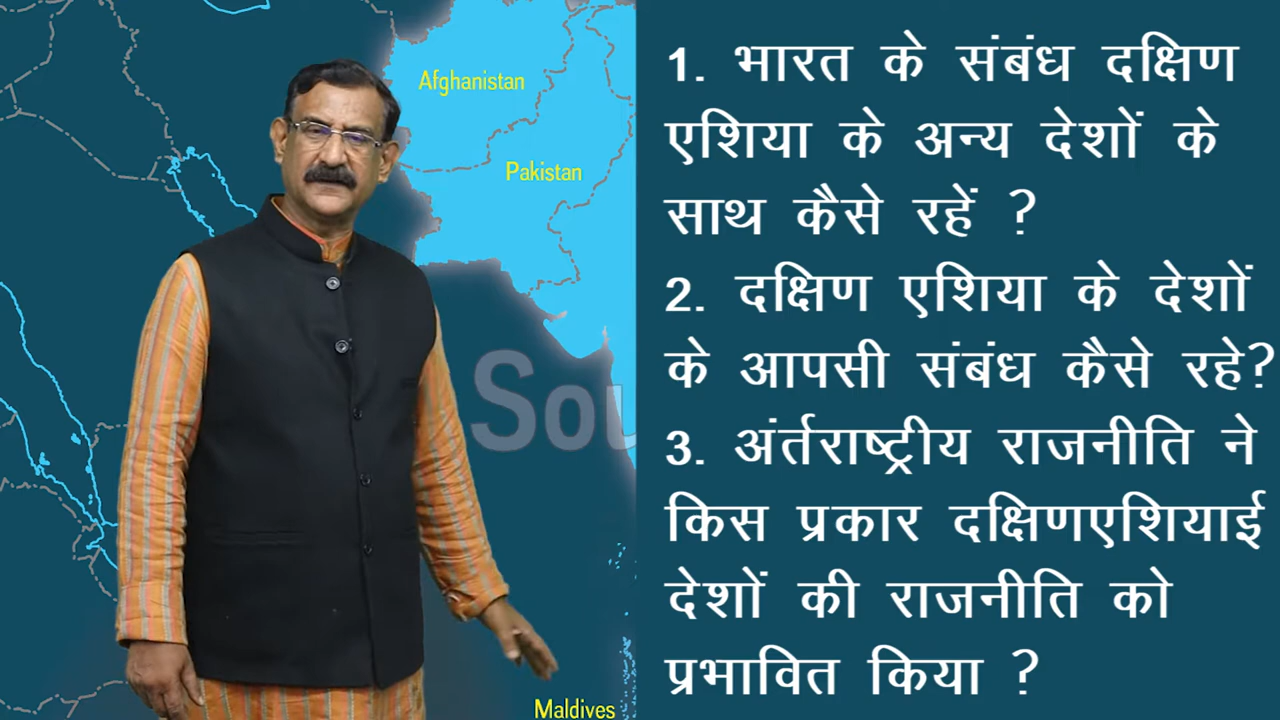 Afghanistan
Pakistan
Sou
Maldives
1. भारत के संबंध दक्षिण
एशिया के अन्य देशों के
साथ कैसे रहें ?
2. दक्षिण एशिया के देशों
के आपसी संबंध कैसे रहे?
3. अंर्तराष्ट्रीय राजनीति ने
किस प्रकार दक्षिणएशियाई
देशों की राजनीति को
प्रभावित किया ?